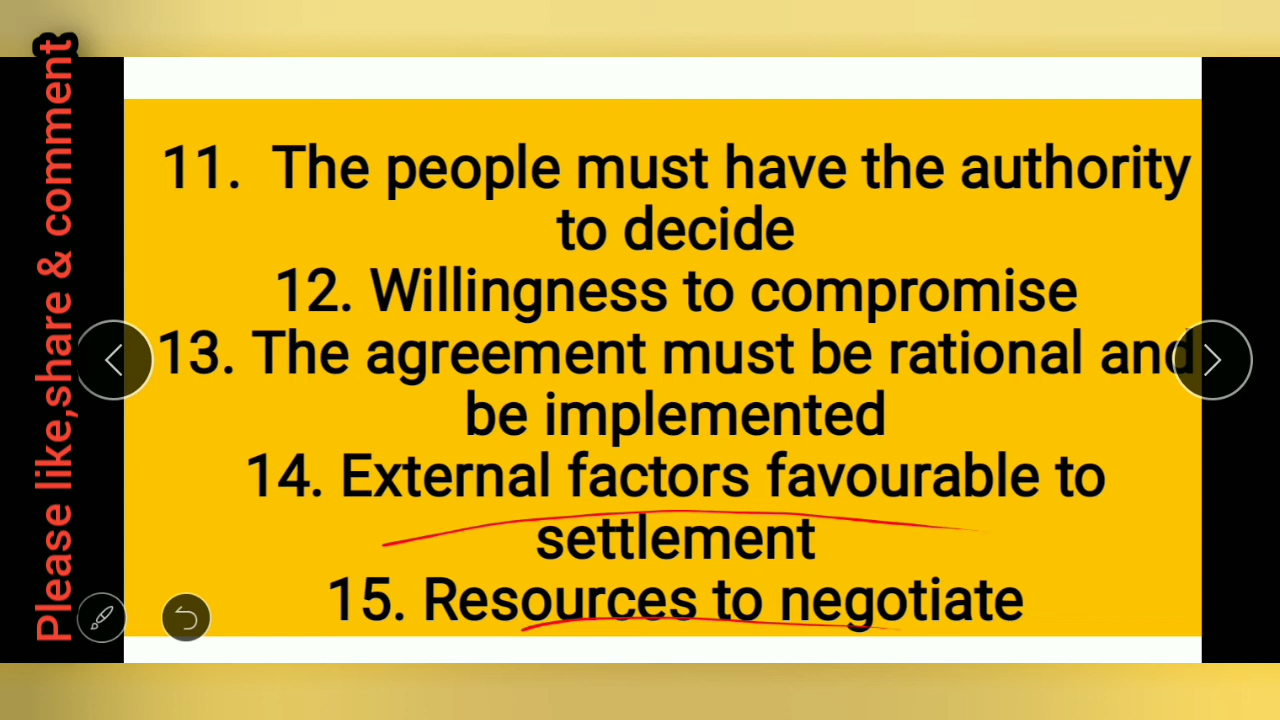 Please like,share & comment
11. The people must have the authority
to decide
12. Willingness to compromise
13. The agreement must be rational and
be implemented
14. External factors favourable to
settlement
15. Resources to negotiate